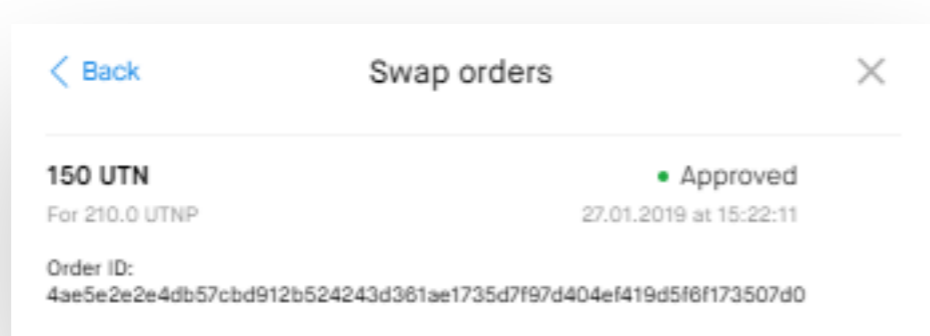 Back
Swap orders
150 UTN
Approved
For 210.0 UTNP
27.01.2019 at 15:22:11
Order ID:
4ae5e2e2e4db57cbd912b524243d361ae1735d7f97d404ef419d5f6f173507d0